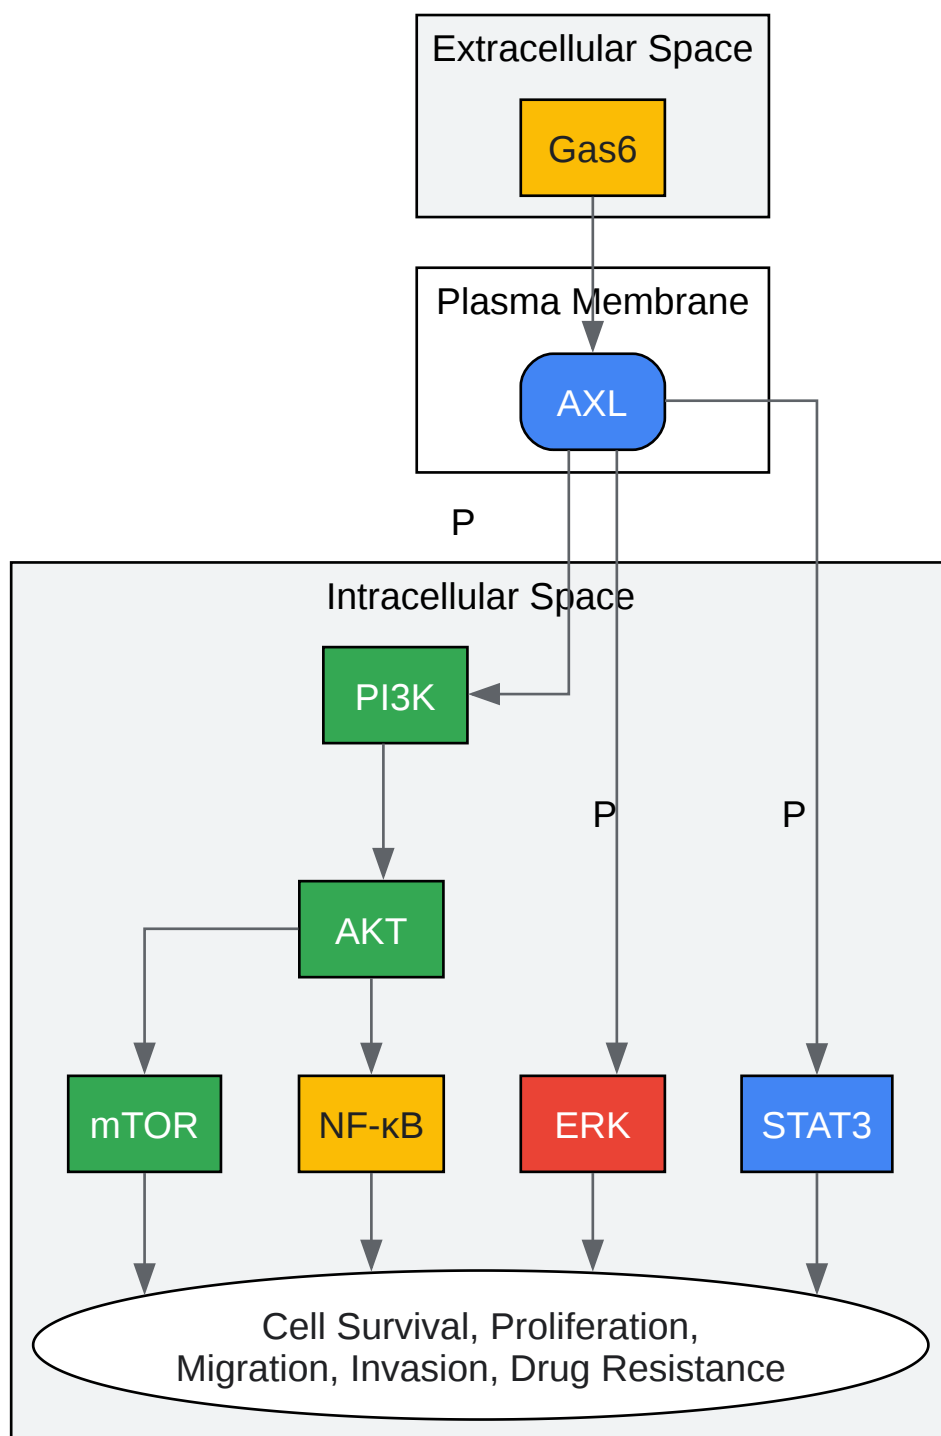 Extracellular Space
Gas6
Plasma Membrane
AXL
P
Intracellular Space
PI3K
P
P
AKT
mTOR
NF-κB
ERK
STAT3
Cell Survival, Proliferation,
Migration, Invasion, Drug Resistance